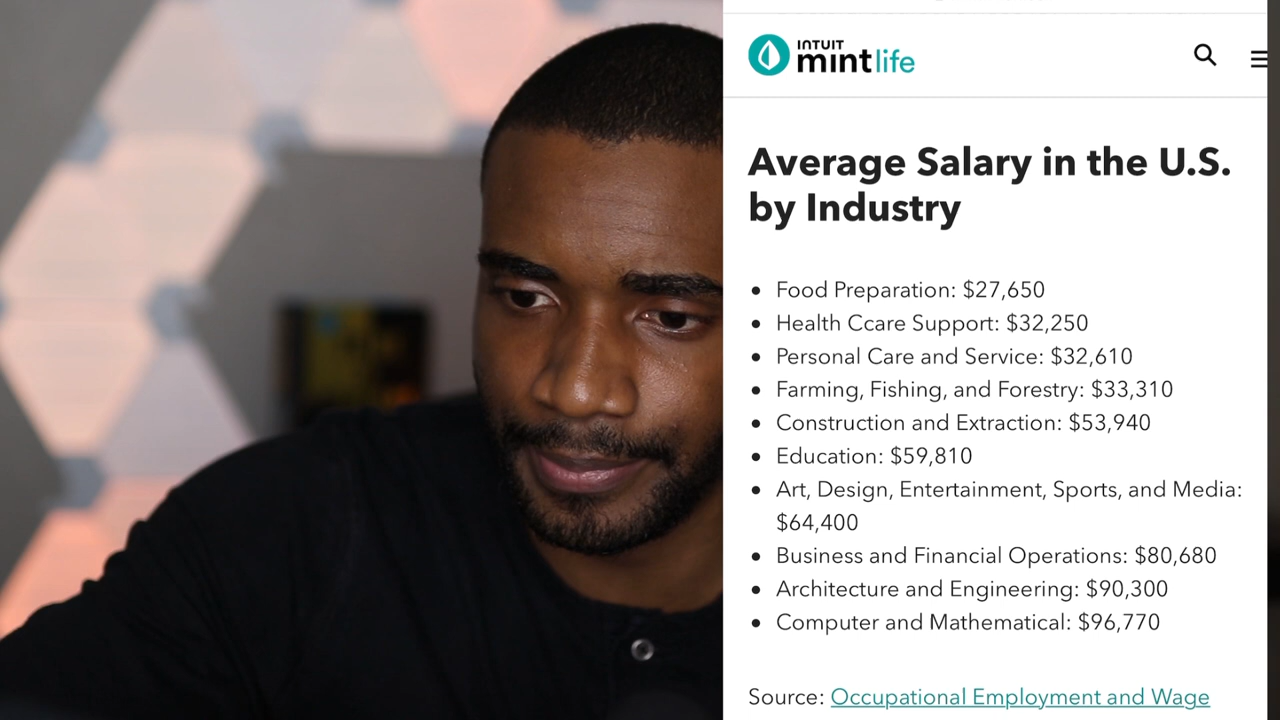 INTUIT
mintlife
Average Salary in the U.S.
by Industry
• Food Preparation: $27,650
• Health Ccare Support: $32,250
• Personal Care and Service: $32,610
• Farming, Fishing, and Forestry: $33,310
• Construction and Extraction: $53,940
• Education: $59,810
• Art, Design, Entertainment, Sports, and Media:
$64,400
• Business and Financial Operations: $80,680
• Architecture and Engineering: $90,300
• Computer and Mathematical: $96,770
Source: Occupational Employment and Wage